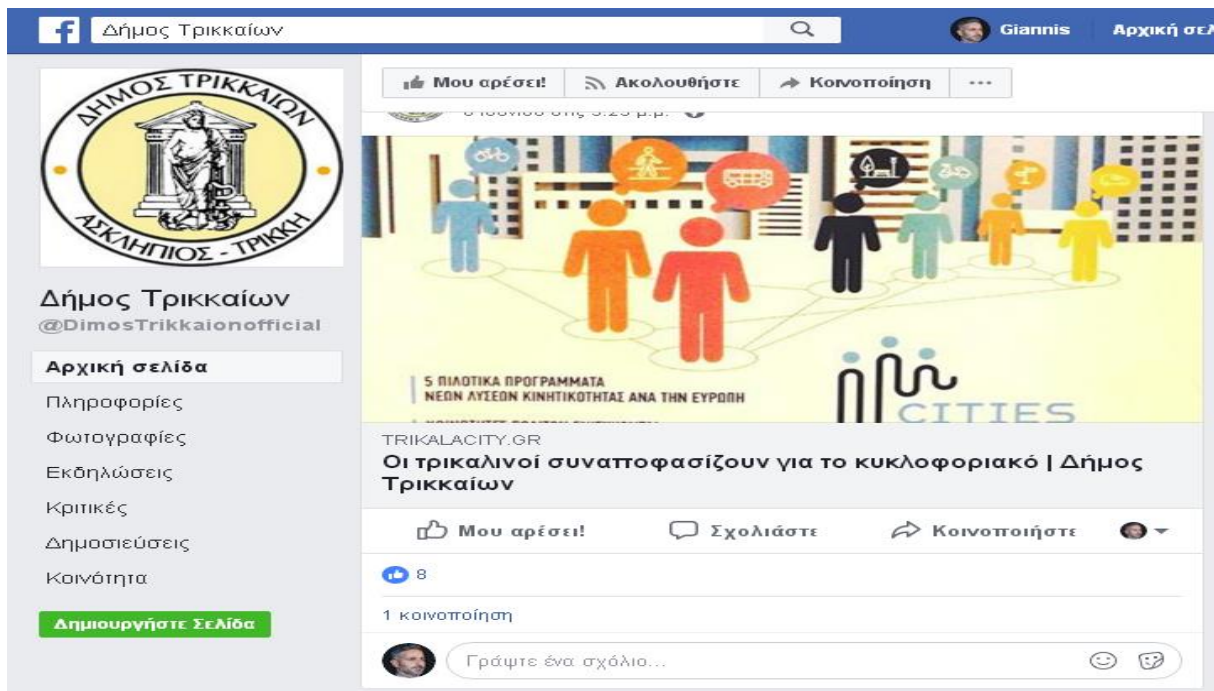 Δήμος Τρικκαίων
Giannis
Αρχική σελ
ΔΗΜΟΣ ΤΡΙΚΚΑΙΩΝ
ΑΣΚΛΗΠΙΟΣ - ΤΡΙΚΚΗ
Δήμος Τρικκαίων
@DimosTrikkaionofficial
Αρχική σελίδα
Πληροφορίες
Φωτογραφίες
Εκδηλώσεις
Κριτικές
Δημοσιεύσεις
Κοινότητα
Δημιουργήστε Σελίδα
Μου αρέσει!
Ακολουθήστε
Κοινοποίηση
...
5 ΠΙΛΟΤΙΚΑ ΠΡΟΓΡΑΜΜΑΤΑ
ΝΕΩΝ ΛΥΣΕΩΝ ΚΙΝΗΤΙΚΟΤΗΤΑΣ ΑΝΑ ΤΗΝ ΕΥΡΩΠΗ
CITIES
TRIKALACITY.GR
Οι τρικαλινοί συναποφασίζουν για το κυκλοφοριακό | Δήμος
Τρικκαίων
Μου αρέσει!
Σχολιάστε
Κοινοποιήστε
8
1 κοινοποίηση
Γράψτε ένα σχόλιο...